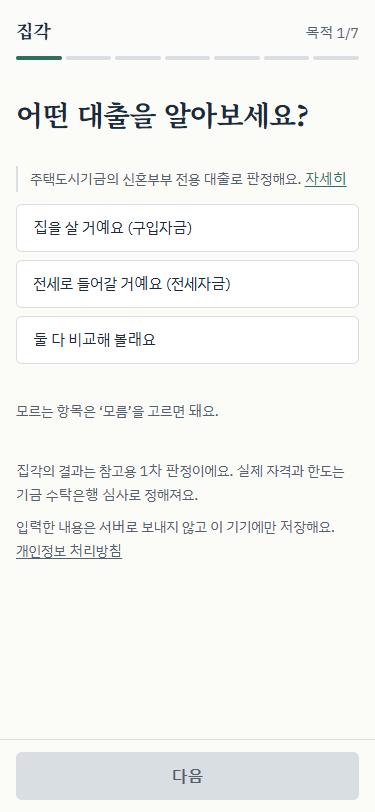 집각
목적 1/7
어떤 대출을 알아보세요?
주택도시기금의 신혼부부 전용 대출로 판정해요. 자세히
집을 살 거예요 (구입자금)
전세로 들어갈 거예요 (전세자금)
둘 다 비교해 볼래요
모르는 항목은 ‘모름’을 고르면 돼요.
집각의 결과는 참고용 1차 판정이에요. 실제 자격과 한도는
기금 수탁은행 심사로 정해져요.
입력한 내용은 서버로 보내지 않고 이 기기에만 저장해요.
개인정보 처리방침
다음